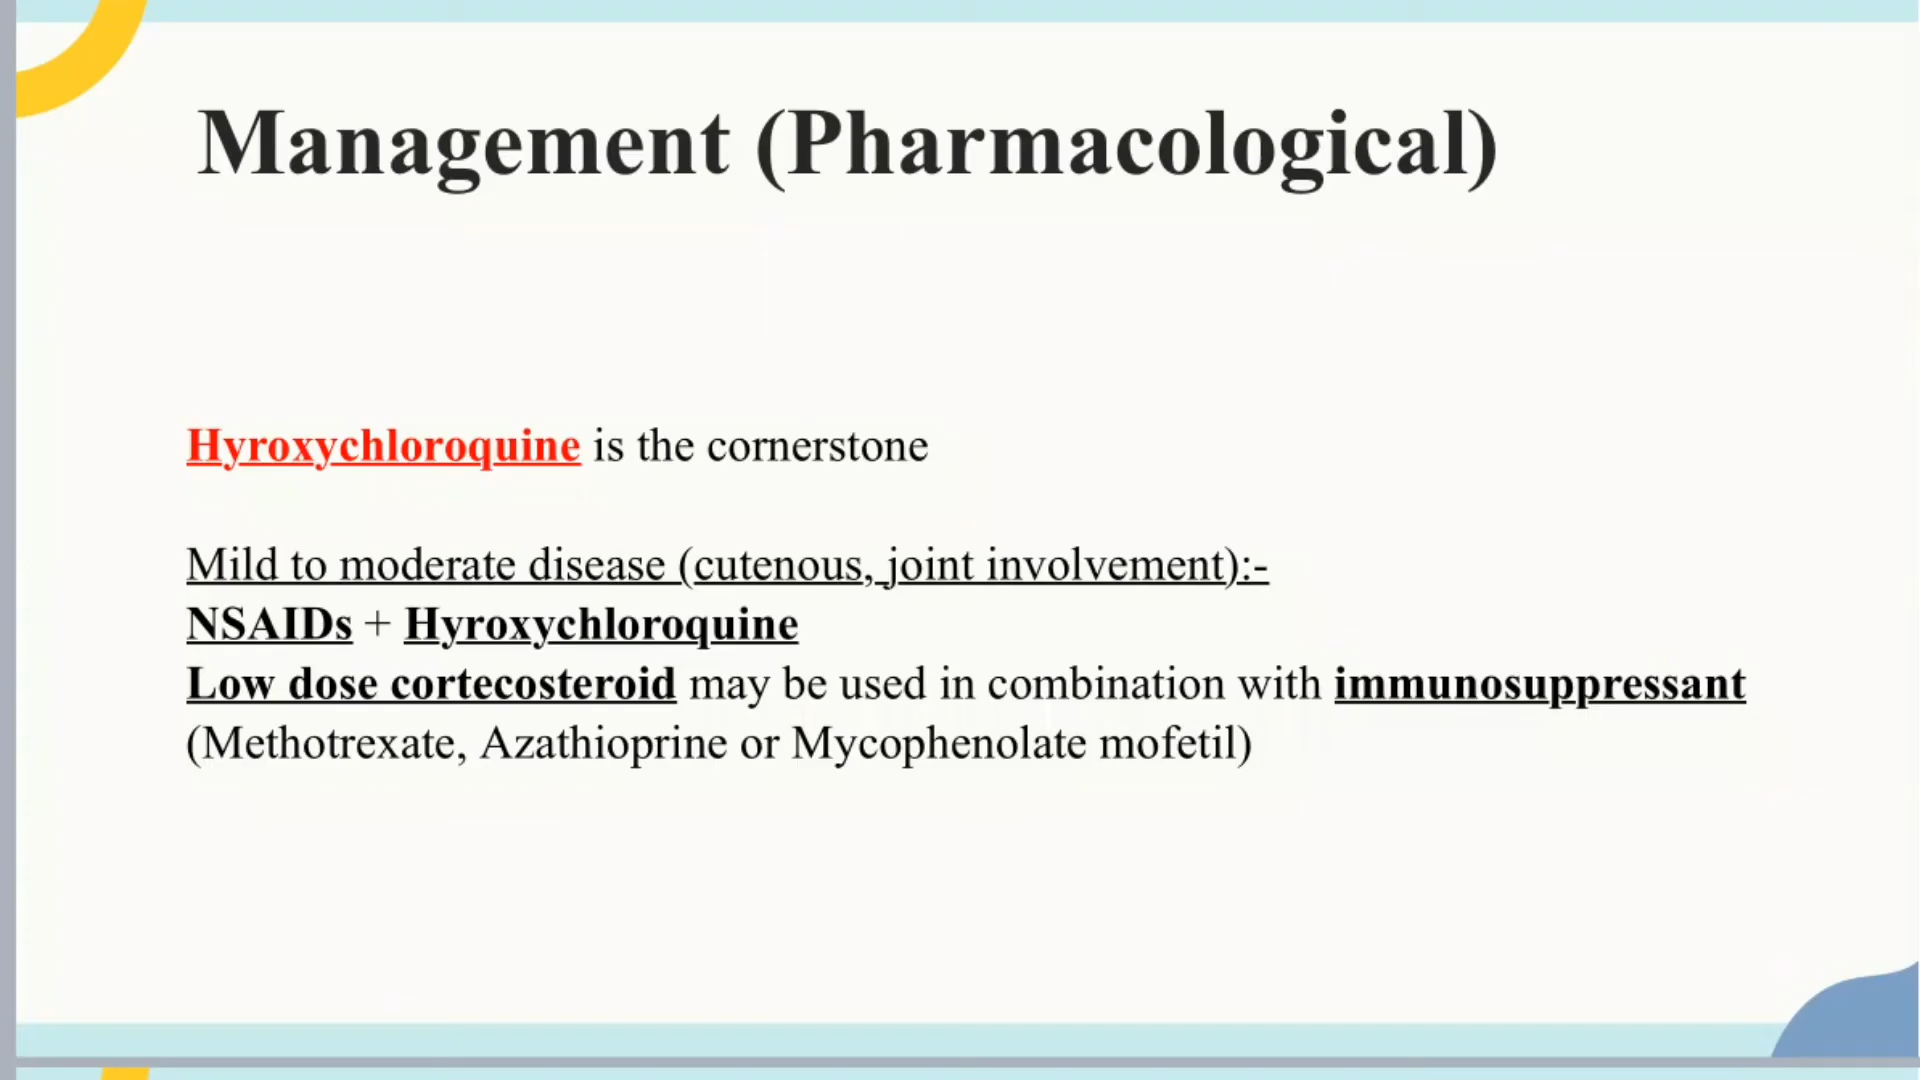 Management (Pharmacological)
Hyroxychloroquine is the cornerstone
Mild to moderate disease (cutenous, joint involvement):-
NSAIDs + Hyroxychloroquine
Low dose cortecosteroid may be used in combination with immunosuppressant
(Methotrexate, Azathioprine or Mycophenolate mofetil)